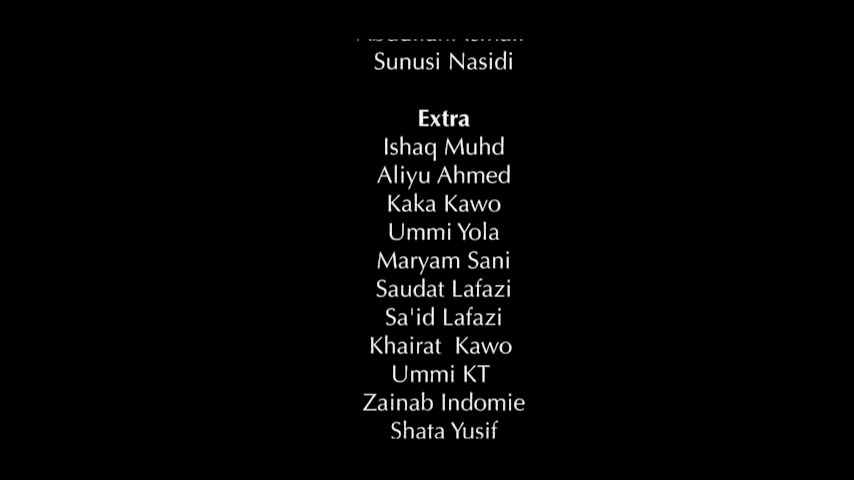 Sunusi Nasidi
Extra
Ishaq Muhd
Aliyu Ahmed
Kaka Kawo
Ummi Yola
Maryam Sani
Saudat Lafazi
Sa'id Lafazi
Khairat Kawo
Ummi KT
Zainab Indomie
Shata Yusif